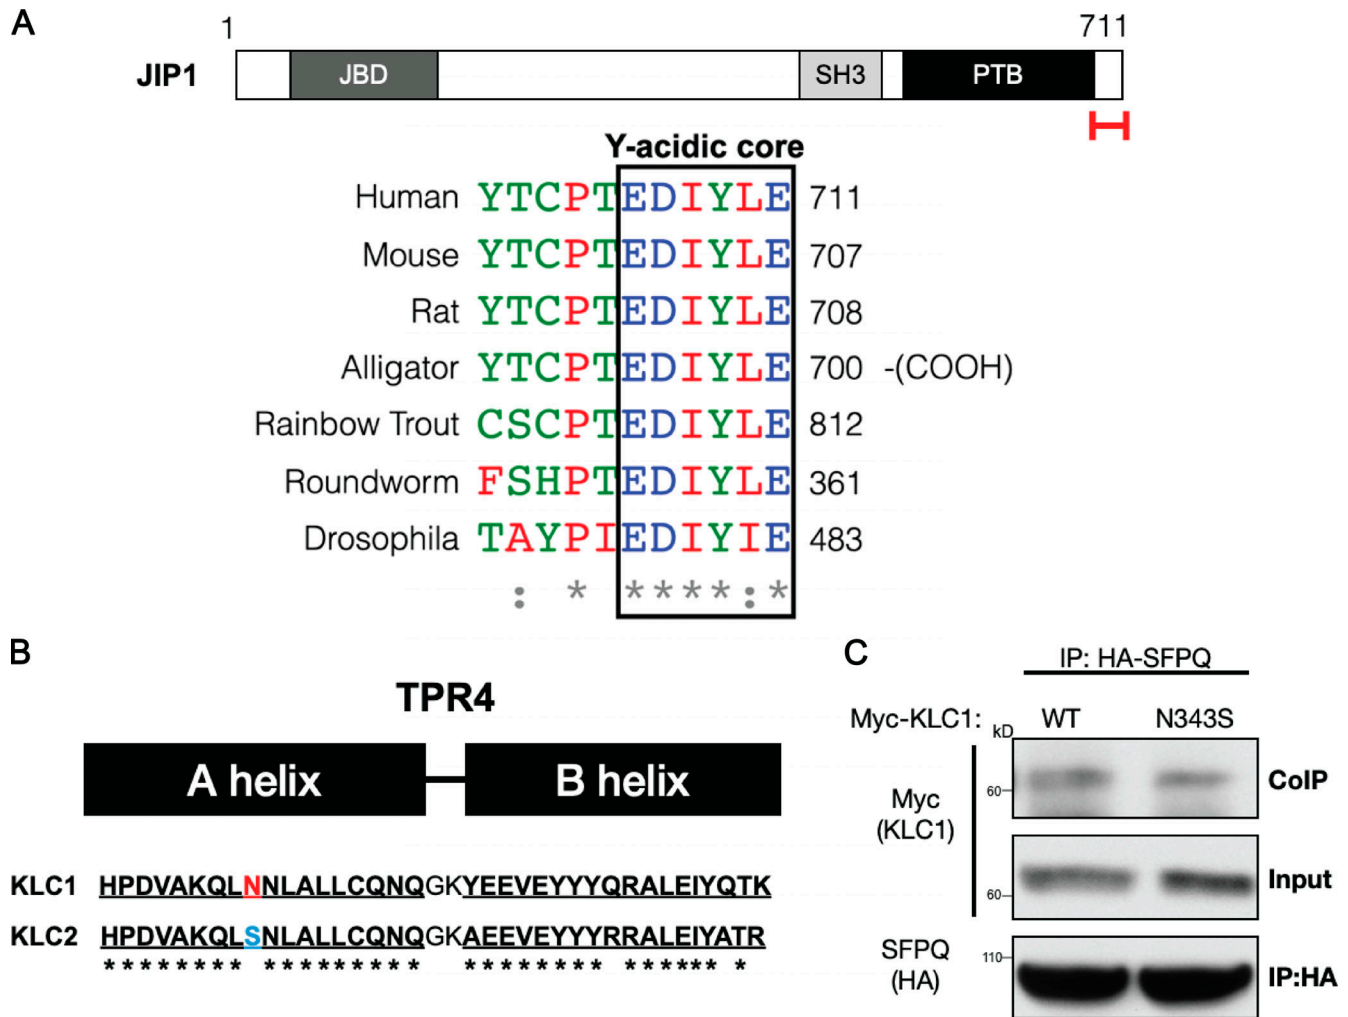 A
1 711
JIP1 JBD SH3 PTB
Y-acidic core
Human YTCPTEDIYLE 711
Mouse YTCPTEDIYLE 707
Rat YTCPTEDIYLE 708
Alligator YTCPTEDIYLE 700 -(COOH)
Rainbow Trout CSCPTEDIYLE 812
Roundworm FSHPTEDIYLE 361
Drosophila TAYPIEDIYIE 483
: * * * * * : *
B
TPR4
A helix B helix
KLC1 HPDVAKQLNNLALLCQNQGKYEEVEYYYQRALEIYQTK
KLC2 HPDVAKQLSNLALLCQNQGKAEEVEYYYRRALEIYATR
* * * * * * * * * * * * * * * * * * * * * * * * * * * * * * * * *
C
IP: HA-SFPQ
Myc-KLC1: WT N343S
kD
Myc
(KLC1)
60 CoIP
60 Input
SFPQ
(HA)
110 IP:HA